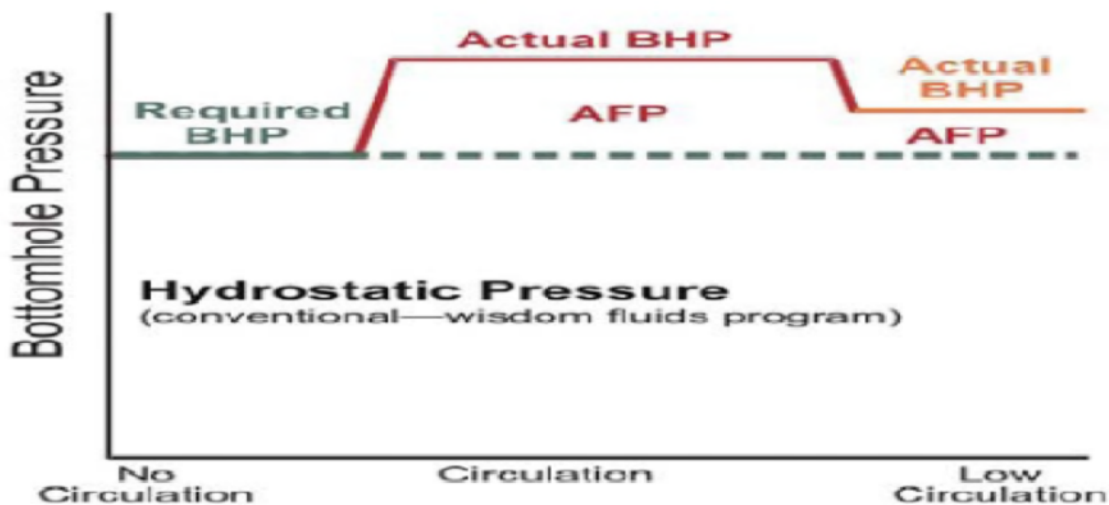 Actual BHP
Actual
BHP
Required
BHP
AFP
AFP
Bottomhole Pressure
Hydrostatic Pressure
(conventional—wisdom fluids program)
No
Circulation
Circulation
Low
Circulation